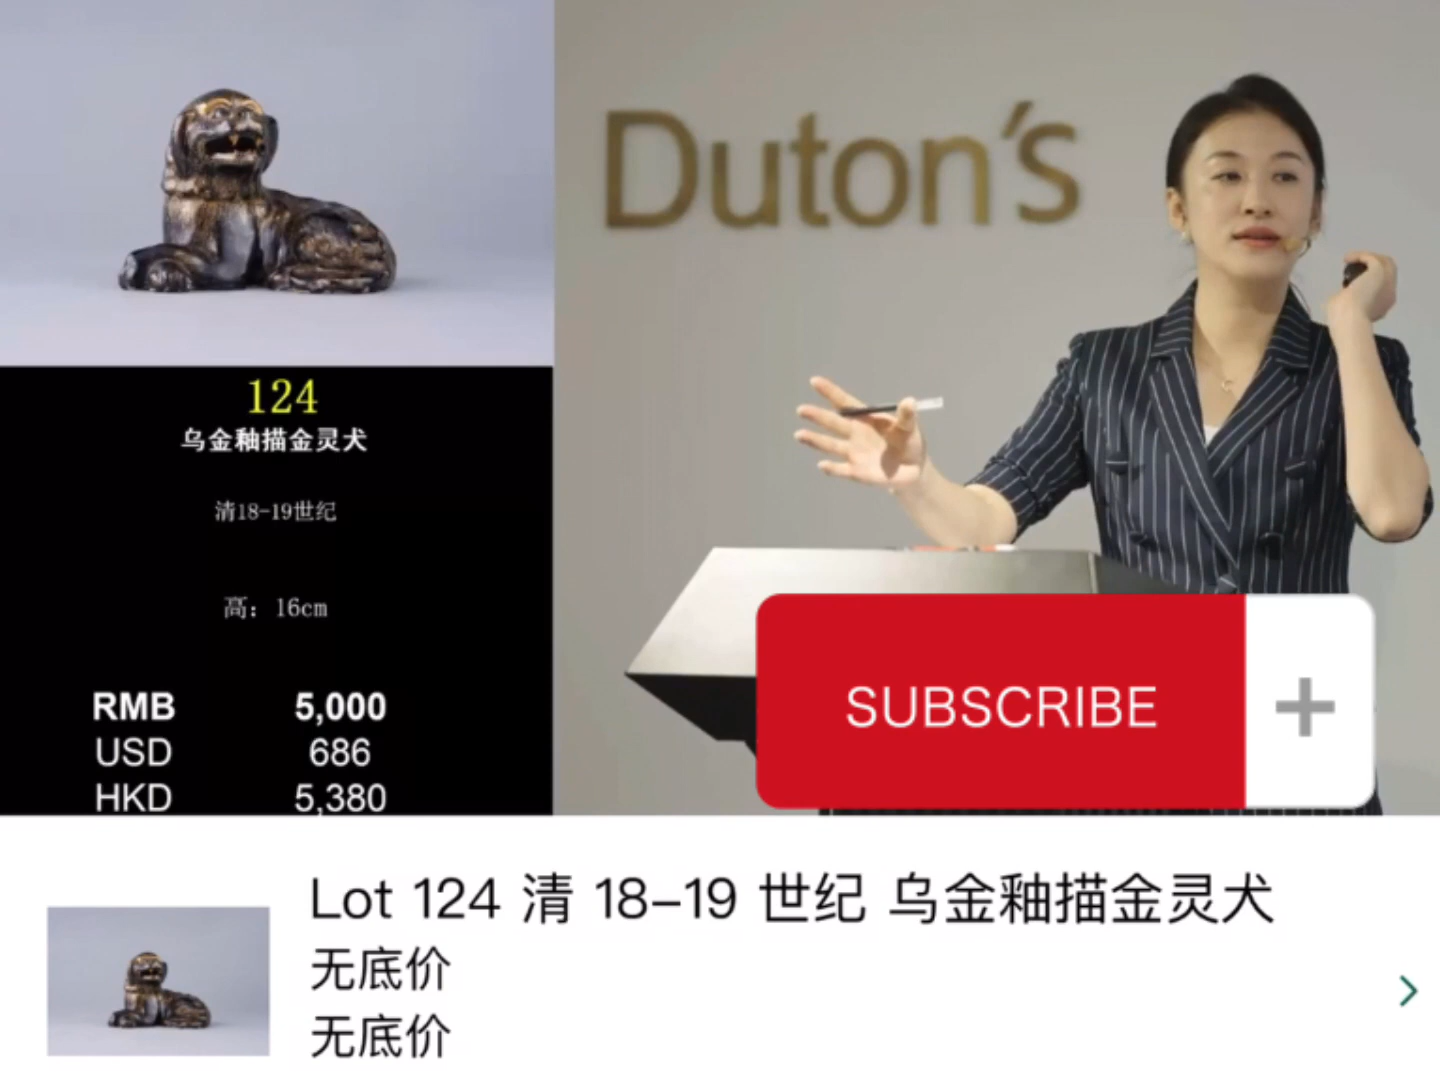 Duton's
124
乌金釉描金灵犬
清18-19世纪
高：16cm
RMB 5,000
USD 686
HKD 5,380
SUBSCRIBE +
Lot 124 清 18–19 世纪 乌金釉描金灵犬
无底价
无底价